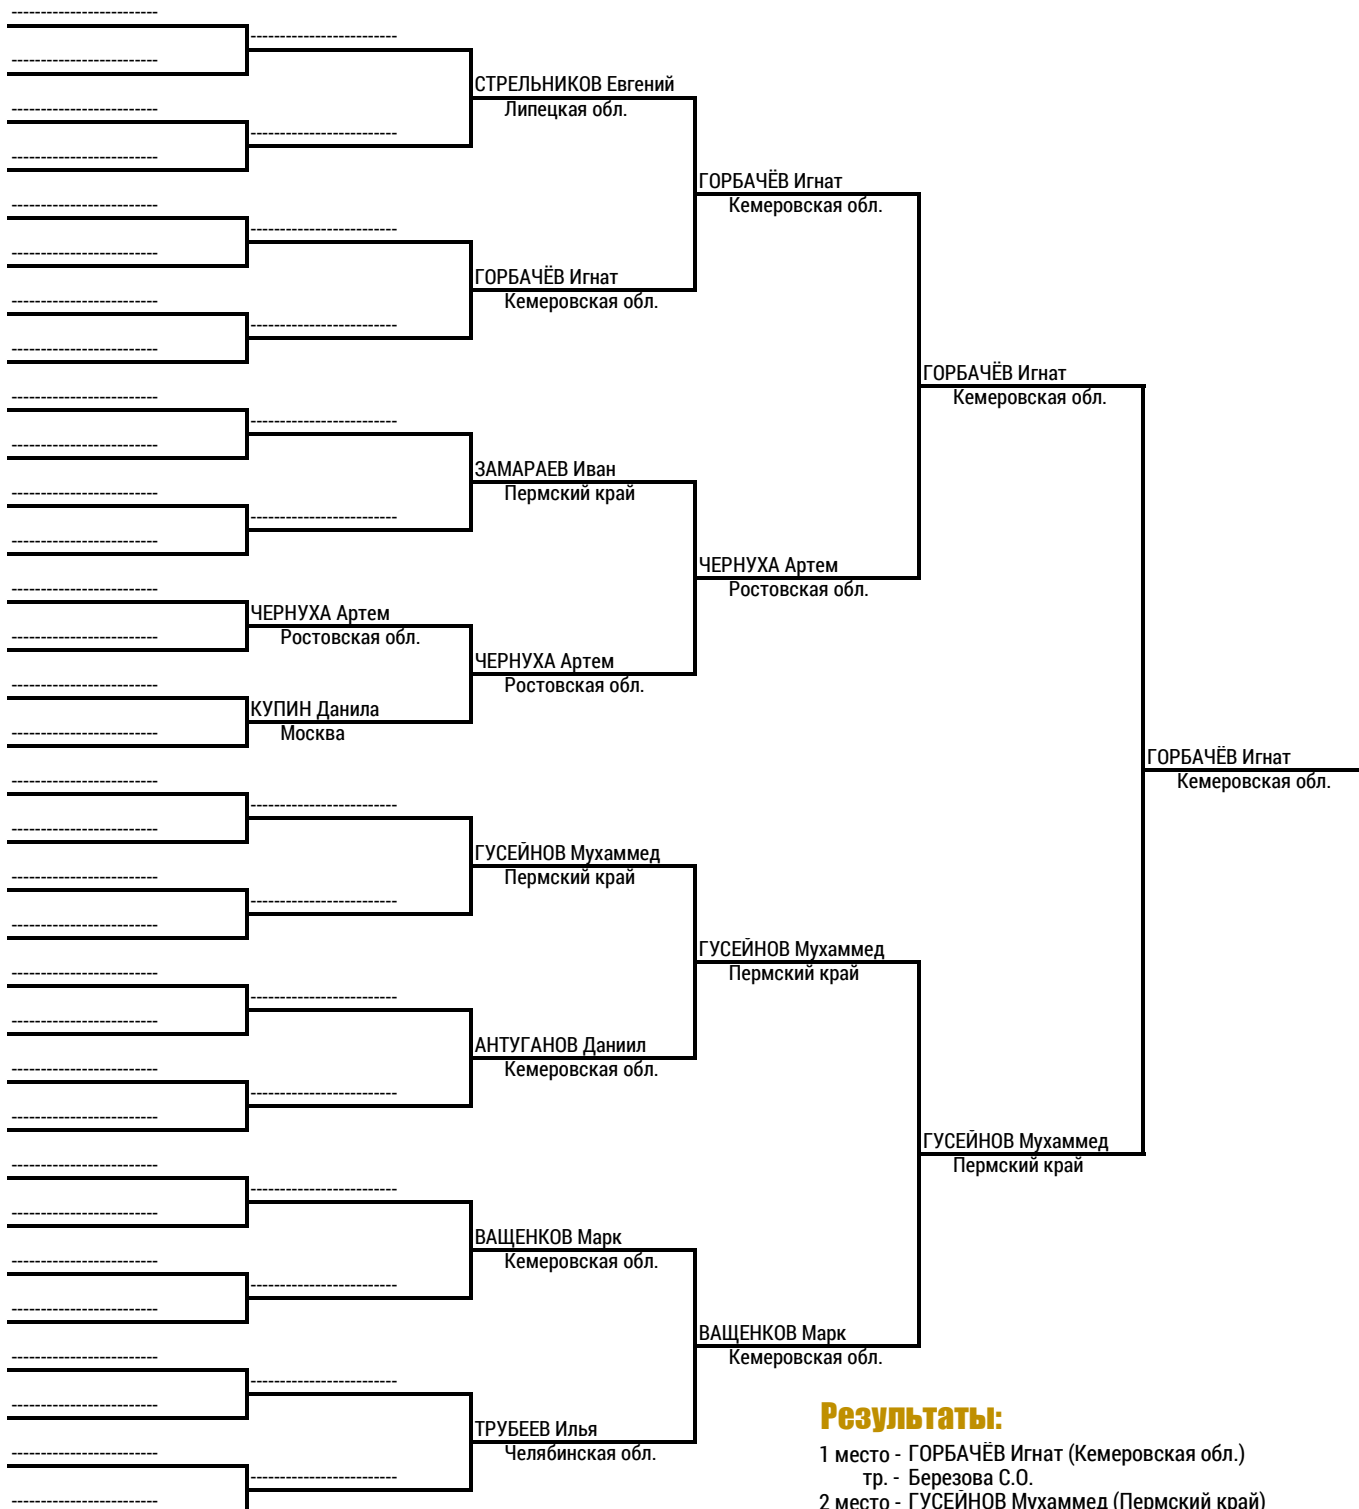 СТРЕЛЬНИКОВ Евгений
Липецкая обл.
ГОРБАЧЁВ Игнат
Кемеровская обл.
ГОРБАЧЁВ Игнат
Кемеровская обл.
ГОРБАЧЁВ Игнат
Кемеровская обл.
ЗАМАРАЕВ Иван
Пермский край
ЧЕРНУХА Артем
Ростовская обл.
ЧЕРНУХА Артем
Ростовская обл.
ЧЕРНУХА Артем
Ростовская обл.
КУПИН Данила
Москва
ГОРБАЧЁВ Игнат
Кемеровская обл.
ГУСЕЙНОВ Мухаммед
Пермский край
ГУСЕЙНОВ Мухаммед
Пермский край
АНТУГАНОВ Даниил
Кемеровская обл.
ГУСЕЙНОВ Мухаммед
Пермский край
ВАЩЕНКОВ Марк
Кемеровская обл.
ВАЩЕНКОВ Марк
Кемеровская обл.
ТРУБЕЕВ Илья
Челябинская обл.
Результаты:
1 место - ГОРБАЧЁВ Игнат (Кемеровская обл.)
тр. - Березова С.О.
2 место - ГУСЕЙНОВ Мухаммед (Пермский край)